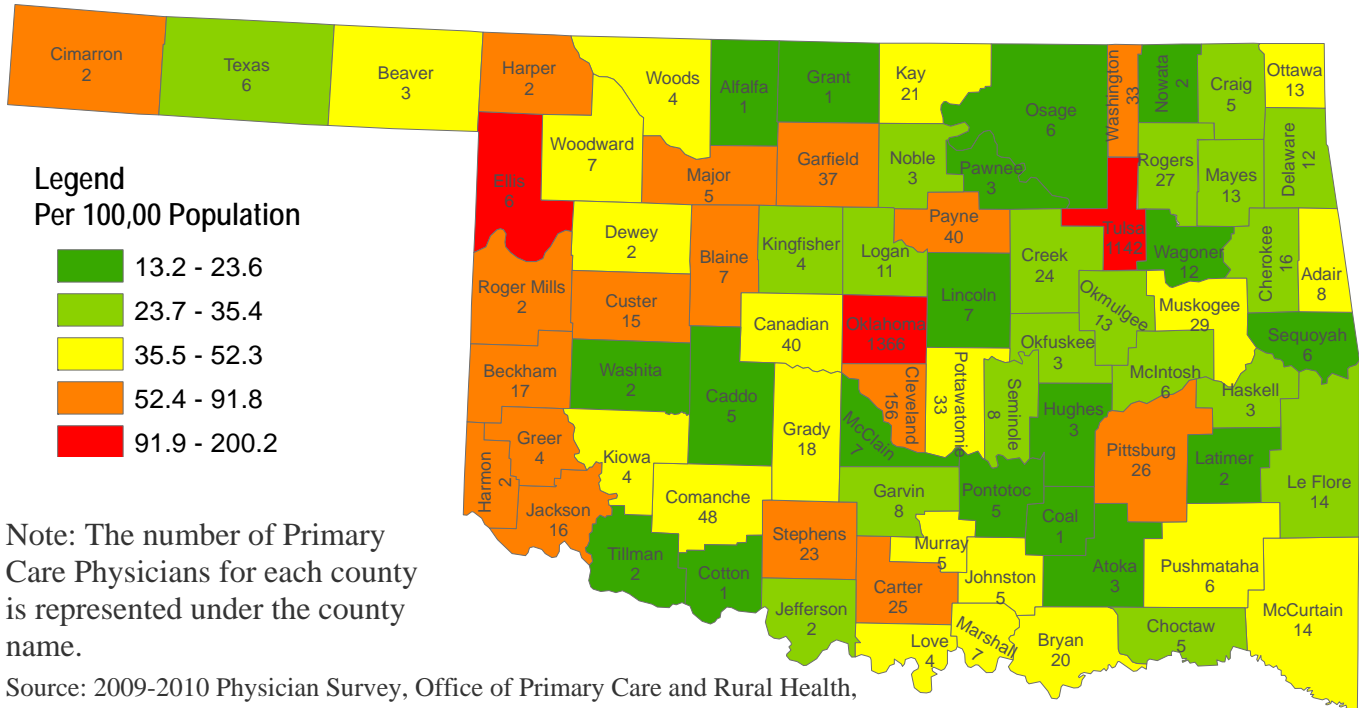 Cimarron
2
Texas
6
Beaver
3
Harper
2
Woods
4
Alfalfa
1
Grant
1
Kay
21
Osage
6
Washington
33
Nowata
2
Craig
5
Ottawa
13
Ellis
6
Woodward
7
Major
5
Garfield
37
Noble
3
Pawnee
3
Rogers
27
Mayes
13
Delaware
12
Legend
Per 100,00 Population
13.2 - 23.6
23.7 - 35.4
35.5 - 52.3
52.4 - 91.8
91.9 - 200.2
Dewey
2
Blaine
7
Kingfisher
4
Logan
11
Payne
40
Creek
24
Tulsa
1142
Wagoner
12
Cherokee
16
Adair
8
Roger Mills
2
Custer
15
Canadian
40
Oklahoma
1386
Lincoln
7
Okmulgee
13
Muskogee
29
Sequoyah
6
Beckham
17
Washita
2
Caddo
5
Grady
18
McClain
7
Cleveland
156
Pottawatomie
33
Seminole
8
Okfuskee
3
Hughes
3
McIntosh
6
Haskell
3
Pittsburg
26
Latimer
2
Le Flore
14
Harmon
2
Greer
4
Jackson
16
Kiowa
4
Comanche
48
Stephens
23
Garvin
8
Pontotoc
5
Coal
1
Tillman
2
Cotton
1
Jefferson
2
Carter
25
Murray
5
Johnston
5
Atoka
3
Pushmataha
6
McCurtain
14
Love
4
Marshall
7
Bryan
20
Choctaw
5
Note: The number of Primary
Care Physicians for each county
is represented under the county
name.
Source: 2009-2010 Physician Survey, Office of Primary Care and Rural Health,